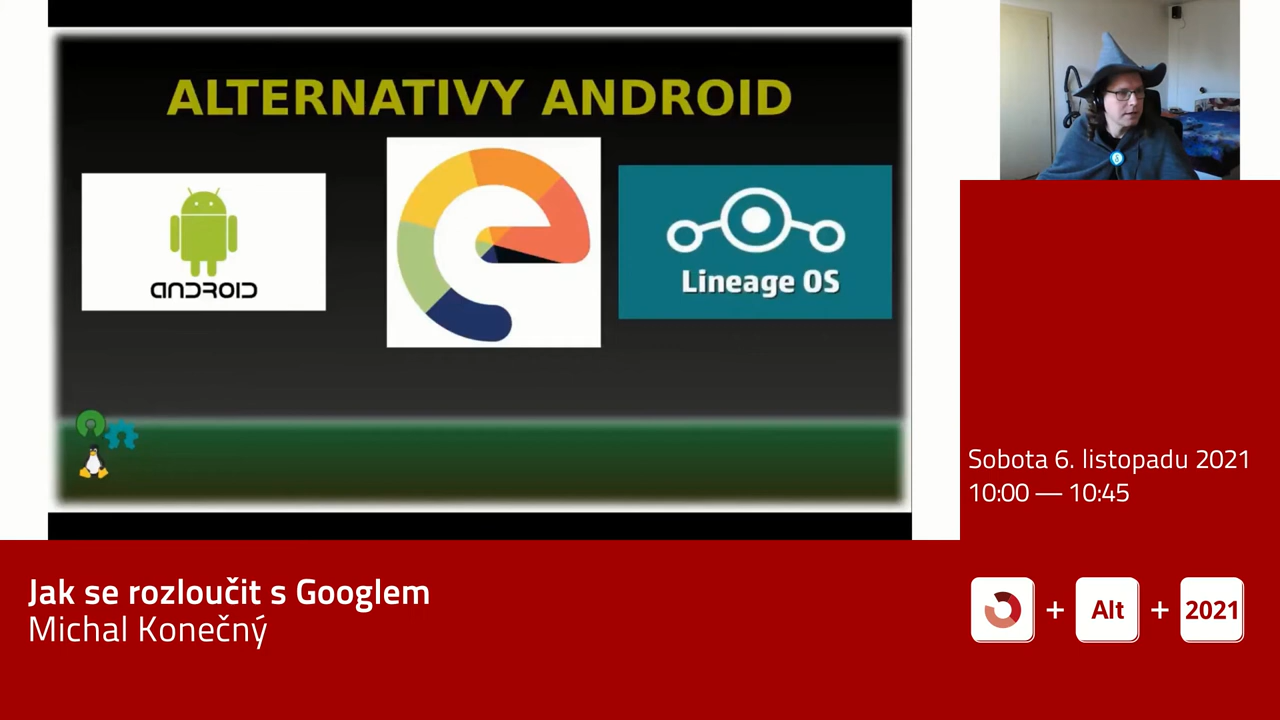 ALTERNATIVY ANDROID
ANDROID
Lineage OS
Sobota 6. listopadu 2021
10:00 — 10:45
Jak se rozloučit s Googlem
Michal Konečný
+ Alt + 2021